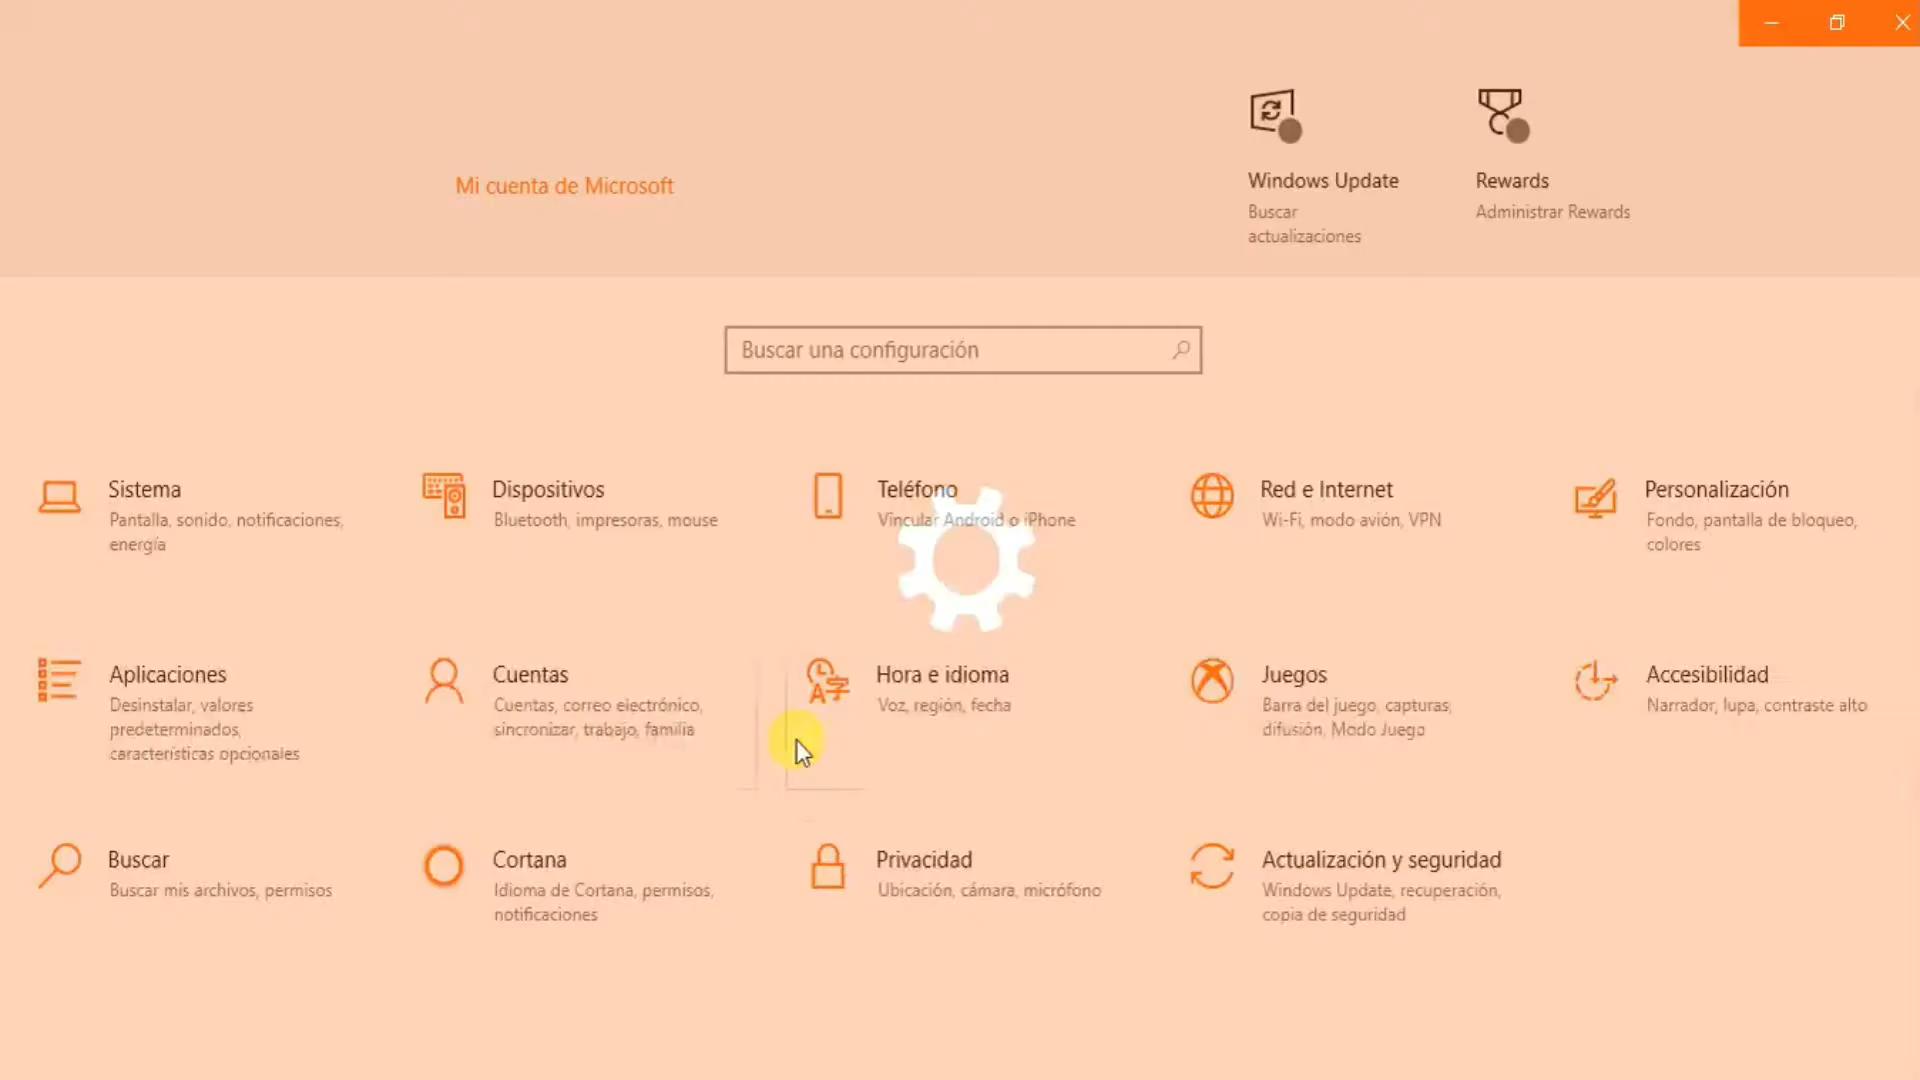 Mi cuenta de Microsoft
Windows Update
Buscar
actualizaciones
Rewards
Administrar Rewards
Buscar una configuración
Sistema
Pantalla, sonido, notificaciones,
energía
Dispositivos
Bluetooth, impresoras, mouse
Teléfono
Vincular Android o iPhone
Red e Internet
Wi-Fi, modo avión, VPN
Personalización
Fondo, pantalla de bloqueo,
colores
Aplicaciones
Desinstalar, valores
predeterminados,
características opcionales
Cuentas
Cuentas, correo electrónico,
sincronizar, trabajo, familia
Hora e idioma
Voz, región, fecha
Juegos
Barra del juego, capturas,
difusión, Modo Juego
Accesibilidad
Narrador, lupa, contraste alto
Buscar
Buscar mis archivos, permisos
Cortana
Idioma de Cortana, permisos,
notificaciones
Privacidad
Ubicación, cámara, micrófono
Actualización y seguridad
Windows Update, recuperación,
copia de seguridad